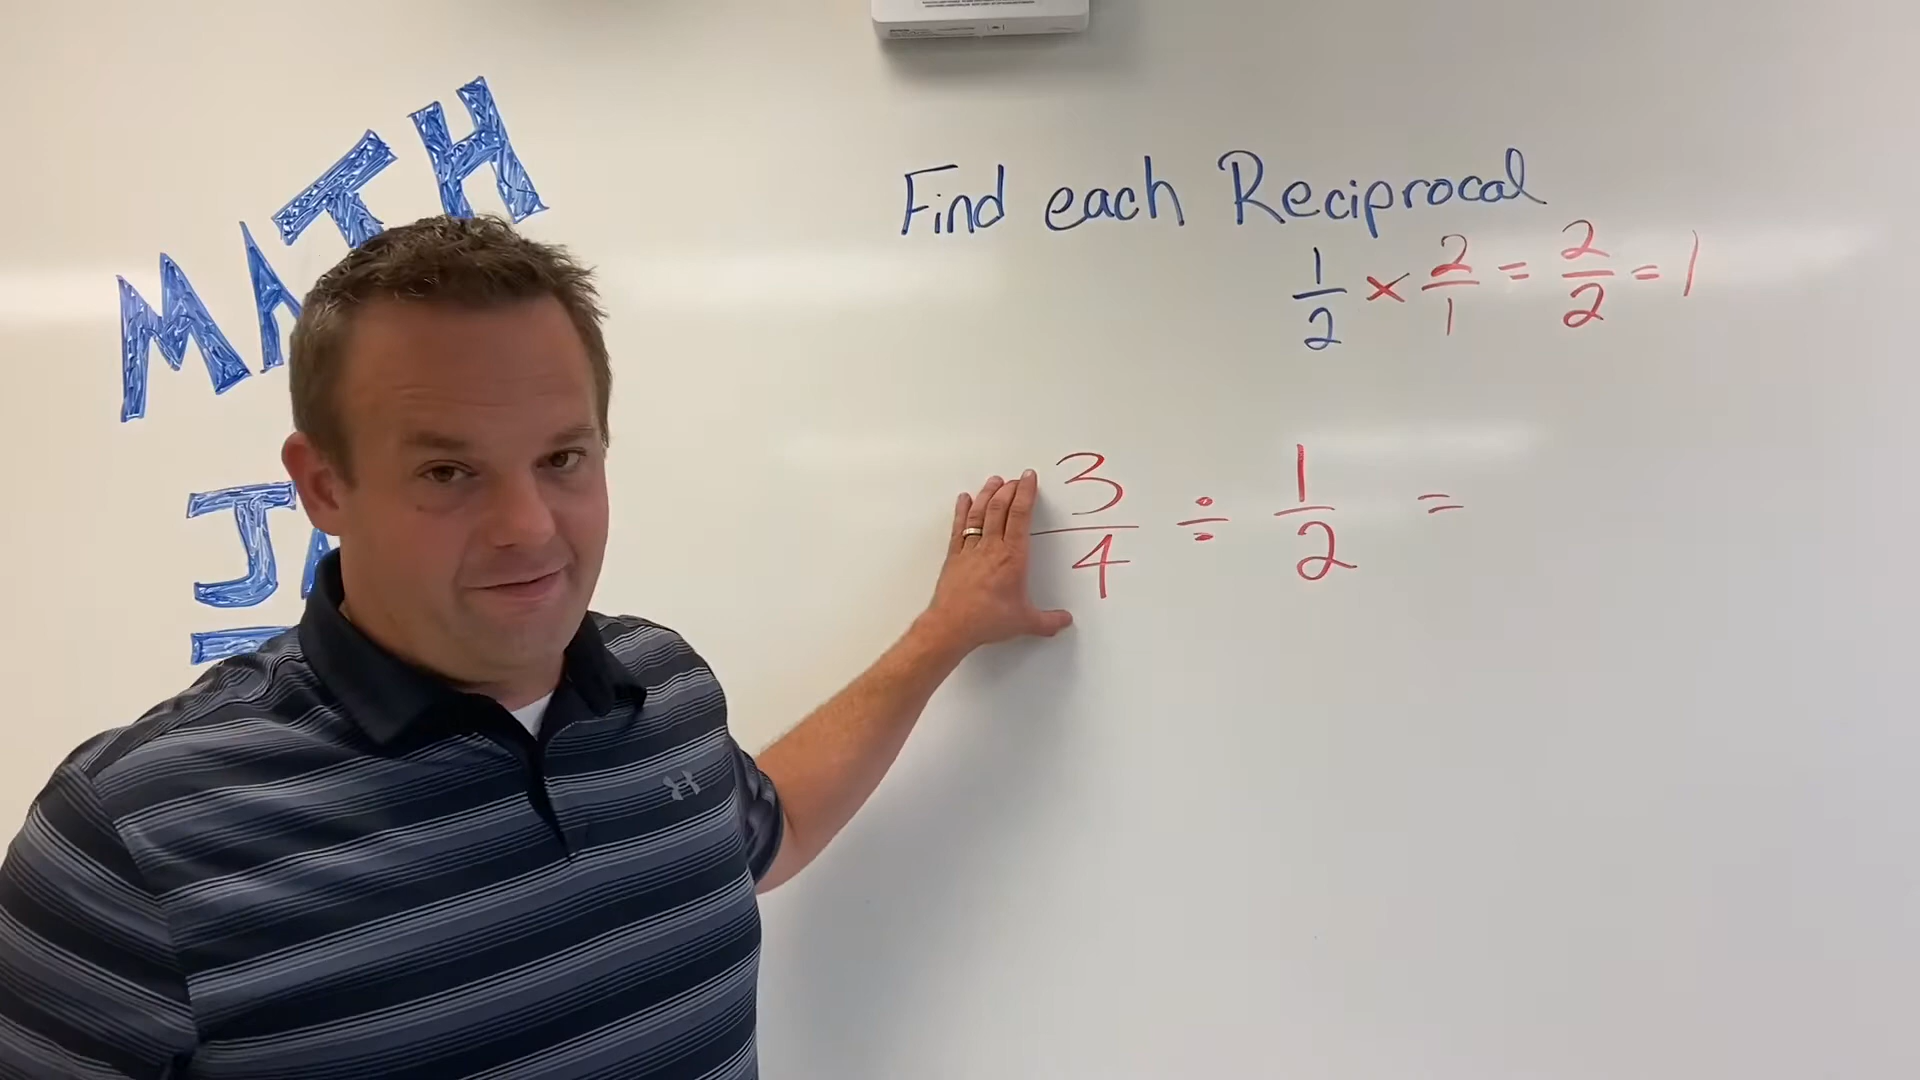 MATH
Find each Reciprocal
1/2 × 2/1 = 2/2 = 1
3/4 ÷ 1/2 =